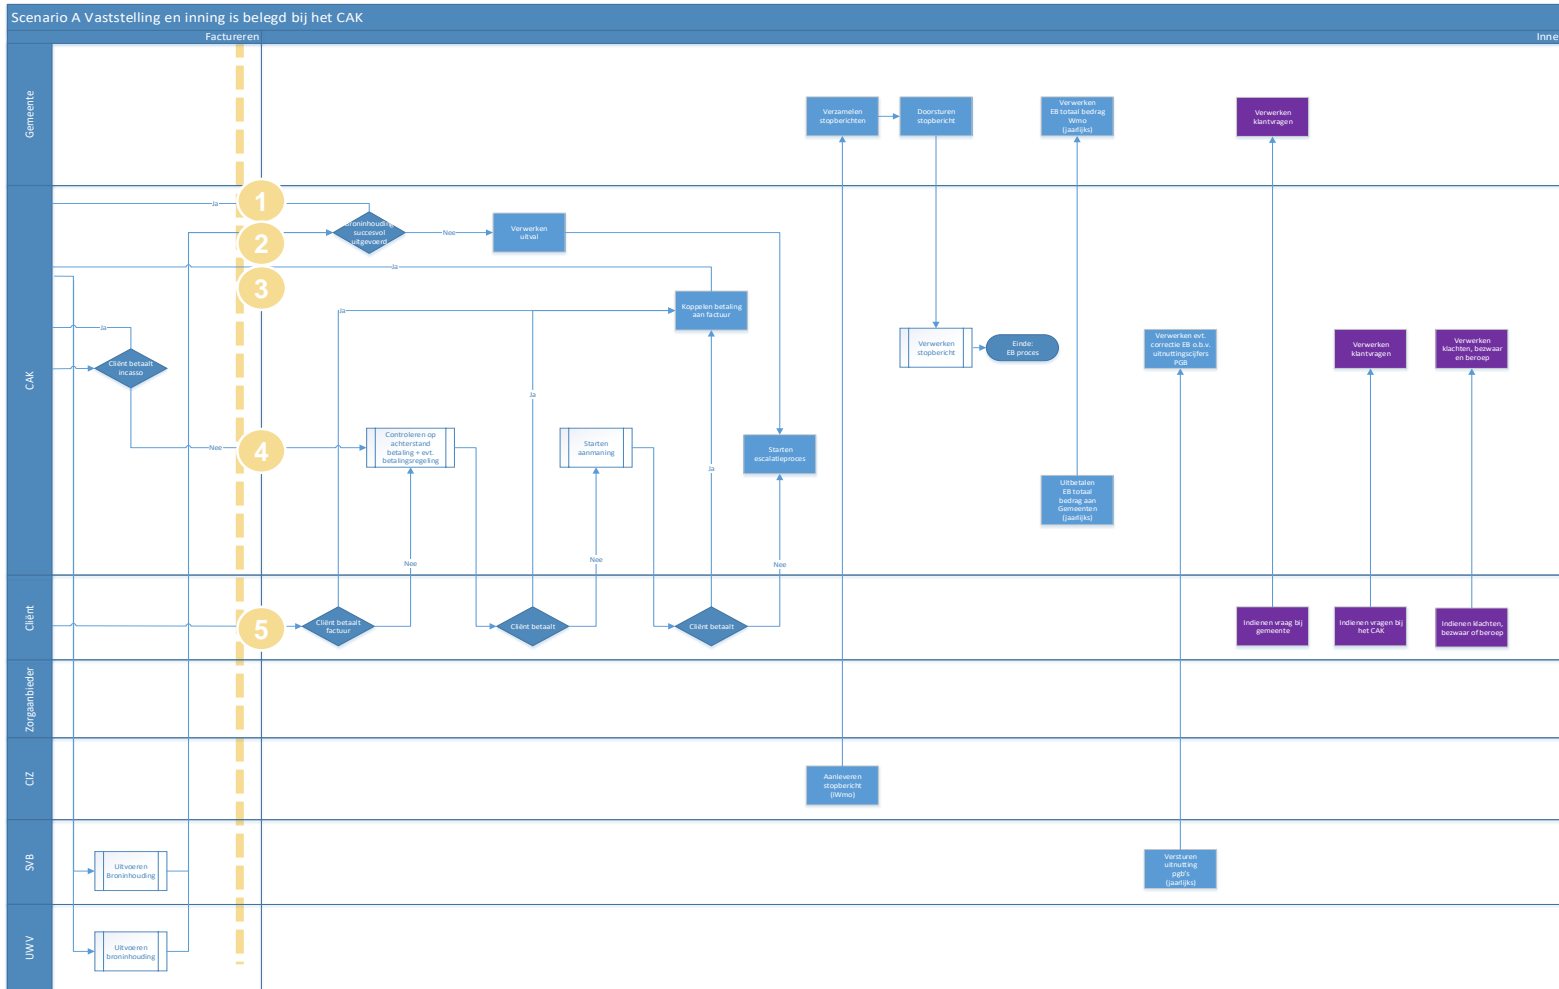 Scenario A Vaststelling en inning is belegd bij het CAK
Factureren
Inne
Gemeente
Verzamelen
stopberichten
Doorsturen
stopbericht
Verwerken
EB totaal bedrag
Wmo
(jaarlijks)
Verwerken
klantvragen
CAK
Ja
1
2
3
Broninhouding
succesvol
uitgevoerd
Nee
Verwerken
uitval
Ja
Ja
Koppelen betaling
aan factuur
Ja
Cliënt betaalt
incasso
Nee
4
Controleren op
achterstand
betaling + evt.
betalingsregeling
Ja
Starten
aanmaning
Ja
Starten
escalatieproces
Nee
Nee
Nee
Verwerken
stopbericht
Einde:
EB proces
Uitbetalen
EB totaal
bedrag aan
Gemeenten
(jaarlijks)
Verwerken evt.
correctie EB o.b.v.
uitnuttingscijfers
PGB
Verwerken
klantvragen
Verwerken
klachten, bezwaar
en beroep
Cliënt
5
Cliënt betaalt
factuur
Cliënt betaalt
Cliënt betaalt
Indienen vraag bij
gemeente
Indienen vragen bij
het CAK
Indienen klachten,
bezwaar of beroep
Zorgaanbieder
CIZ
Aanleveren
stopbericht
(iWmo)
SVB
Uitvoeren
Broninhouding
Versturen
uitnutting
pgb's
(jaarlijks)
UWV
Uitvoeren
broninhouding